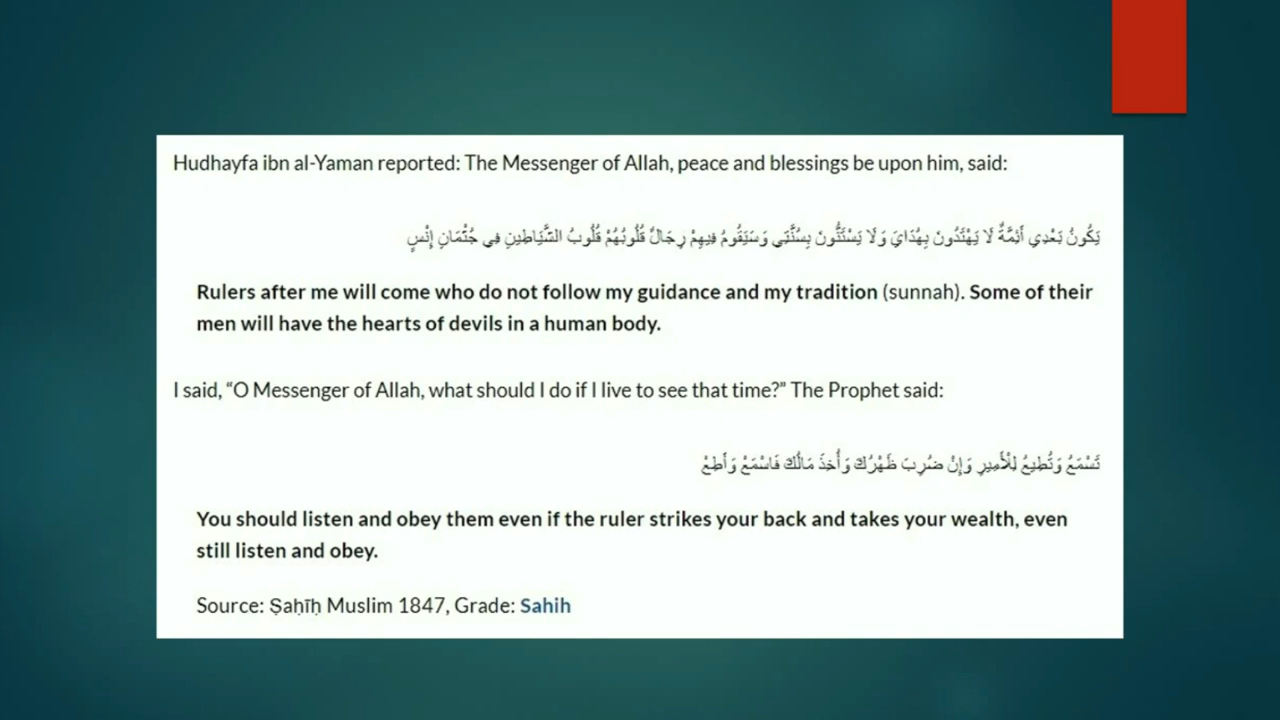 Hudhayfa ibn al-Yaman reported: The Messenger of Allah, peace and blessings be upon him, said:
يَكُونُ بَعْدِي أَئِمَّةٌ لَا يَهْتَدُونَ بِهُدَايَ وَلَا يَسْتَنُّونَ بِسُنَّتِي وَسَيَقُومُ فِيهِمْ رِجَالٌ قُلُوبُهُمْ قُلُوبُ الشَّيَاطِينِ فِي جُثْمَانِ إِنْسٍ
Rulers after me will come who do not follow my guidance and my tradition (sunnah). Some of their
men will have the hearts of devils in a human body.
I said, “O Messenger of Allah, what should I do if I live to see that time?” The Prophet said:
تَسْمَعُ وَتُطِيعُ لِلْأَمِيرِ وَإِنْ ضُرِبَ ظَهْرُكَ وَأُخِذَ مَالُكَ فَاسْمَعْ وَأَطِعْ
You should listen and obey them even if the ruler strikes your back and takes your wealth, even
still listen and obey.
Source: Ṣaḥīḥ Muslim 1847, Grade: Sahih